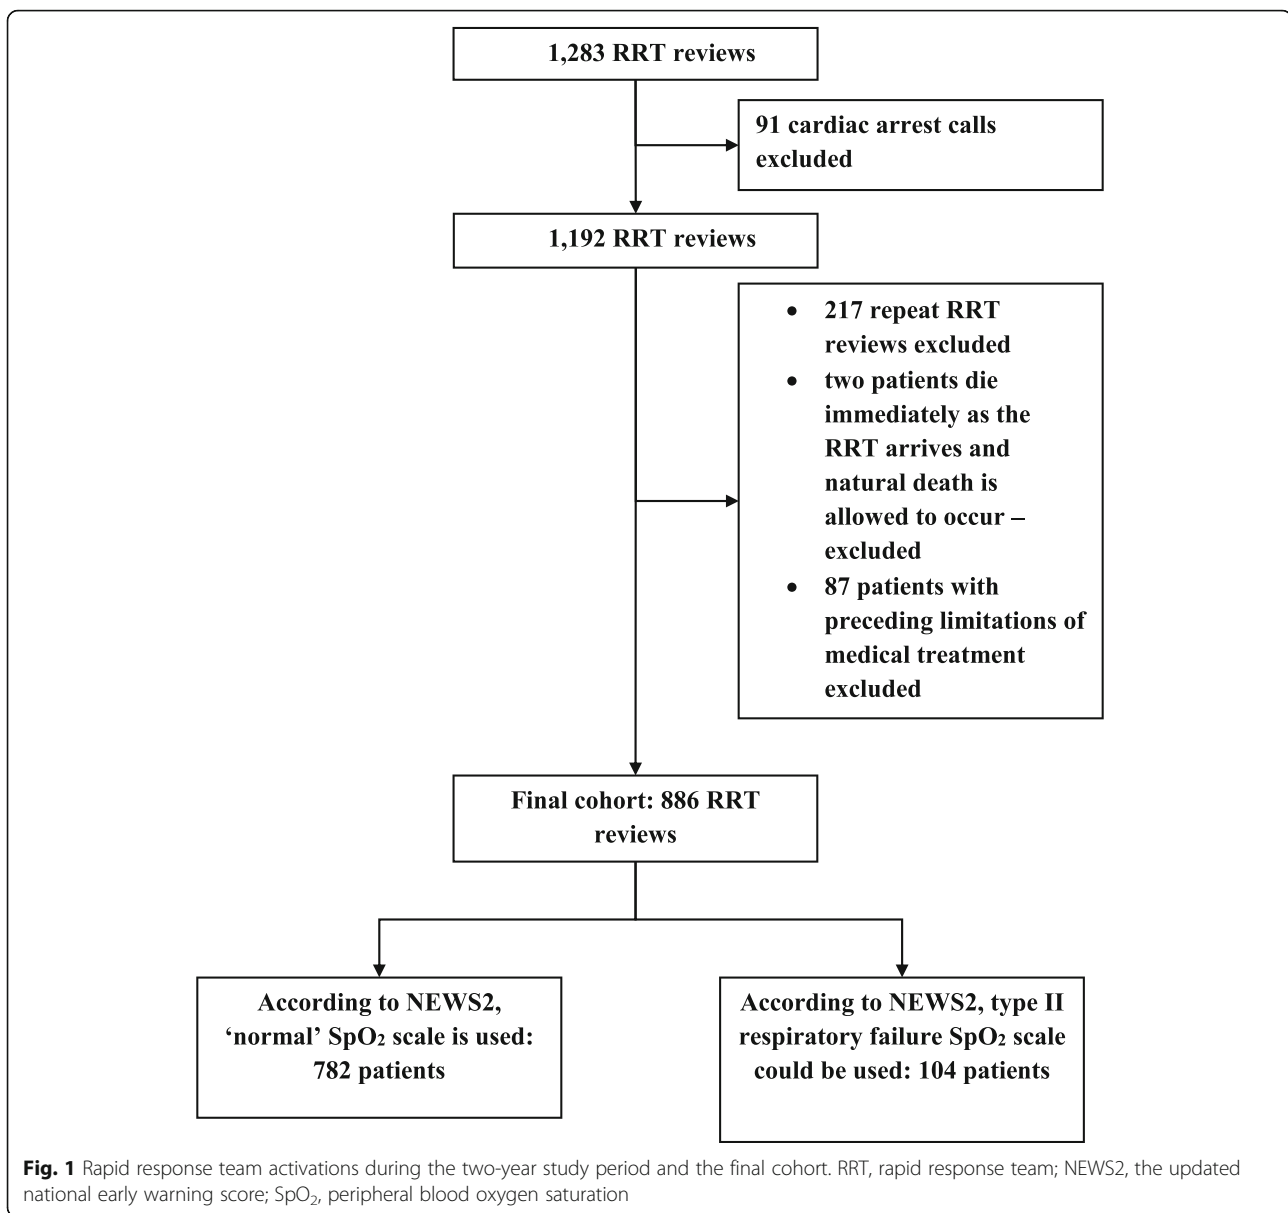 1,283 RRT reviews
91 cardiac arrest calls
excluded
1,192 RRT reviews
• 217 repeat RRT
reviews excluded
• two patients die
immediately as the
RRT arrives and
natural death is
allowed to occur –
excluded
• 87 patients with
preceding limitations of
medical treatment
excluded
Final cohort: 886 RRT
reviews
According to NEWS2,
‘normal’ SpO₂ scale is used:
782 patients
According to NEWS2, type II
respiratory failure SpO₂ scale
could be used: 104 patients
Fig. 1 Rapid response team activations during the two-year study period and the final cohort. RRT, rapid response team; NEWS2, the updated
national early warning score; SpO₂, peripheral blood oxygen saturation